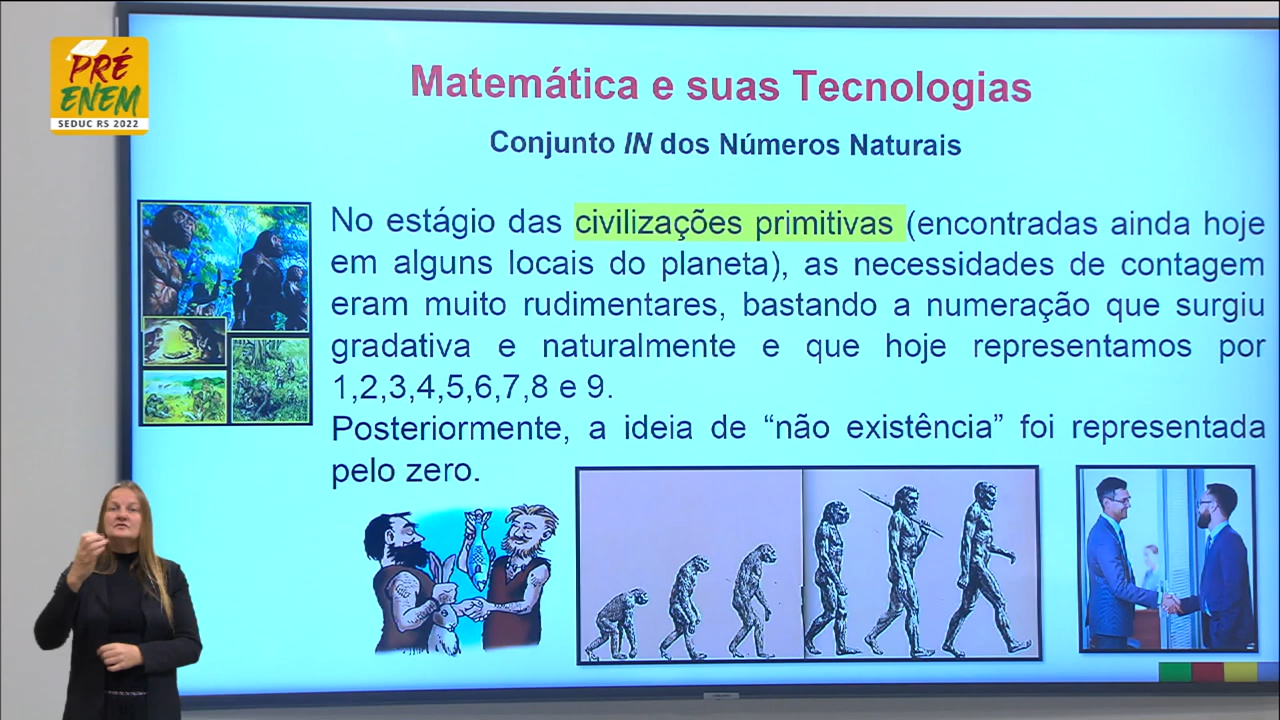 PRÉ
ENEM
SEDUC RS 2022
Matemática e suas Tecnologias
Conjunto IN dos Números Naturais
No estágio das civilizações primitivas (encontradas ainda hoje
em alguns locais do planeta), as necessidades de contagem
eram muito rudimentares, bastando a numeração que surgiu
gradativa e naturalmente e que hoje representamos por
1,2,3,4,5,6,7,8 e 9.
Posteriormente, a ideia de “não existência” foi representada
pelo zero.